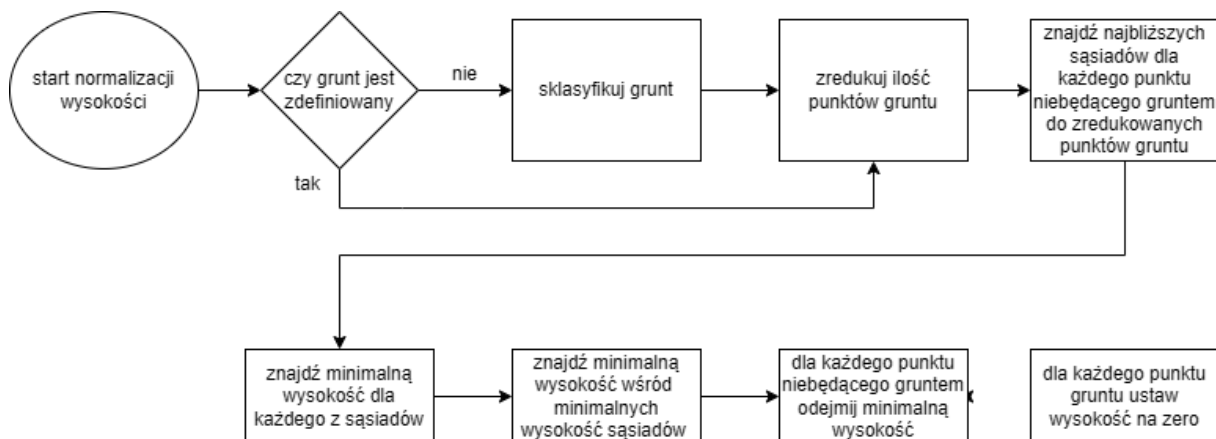 start normalizacji
wysokości
czy grunt jest
zdefiniowany
nie
tak
sklasyfikuj grunt
zredukuj ilość
punktów gruntu
znajdź najbliższych
sąsiadów dla
każdego punktu
niebędącego gruntem
do zredukowanych
punktów gruntu
znajdź minimalną
wysokość dla
każdego z sąsiadów
znajdź minimalną
wysokość wśród
minimalnych
wysokość sąsiadów
dla każdego punktu
niebędącego gruntem
odejmij minimalną
wysokość
dla każdego punktu
gruntu ustaw
wysokość na zero